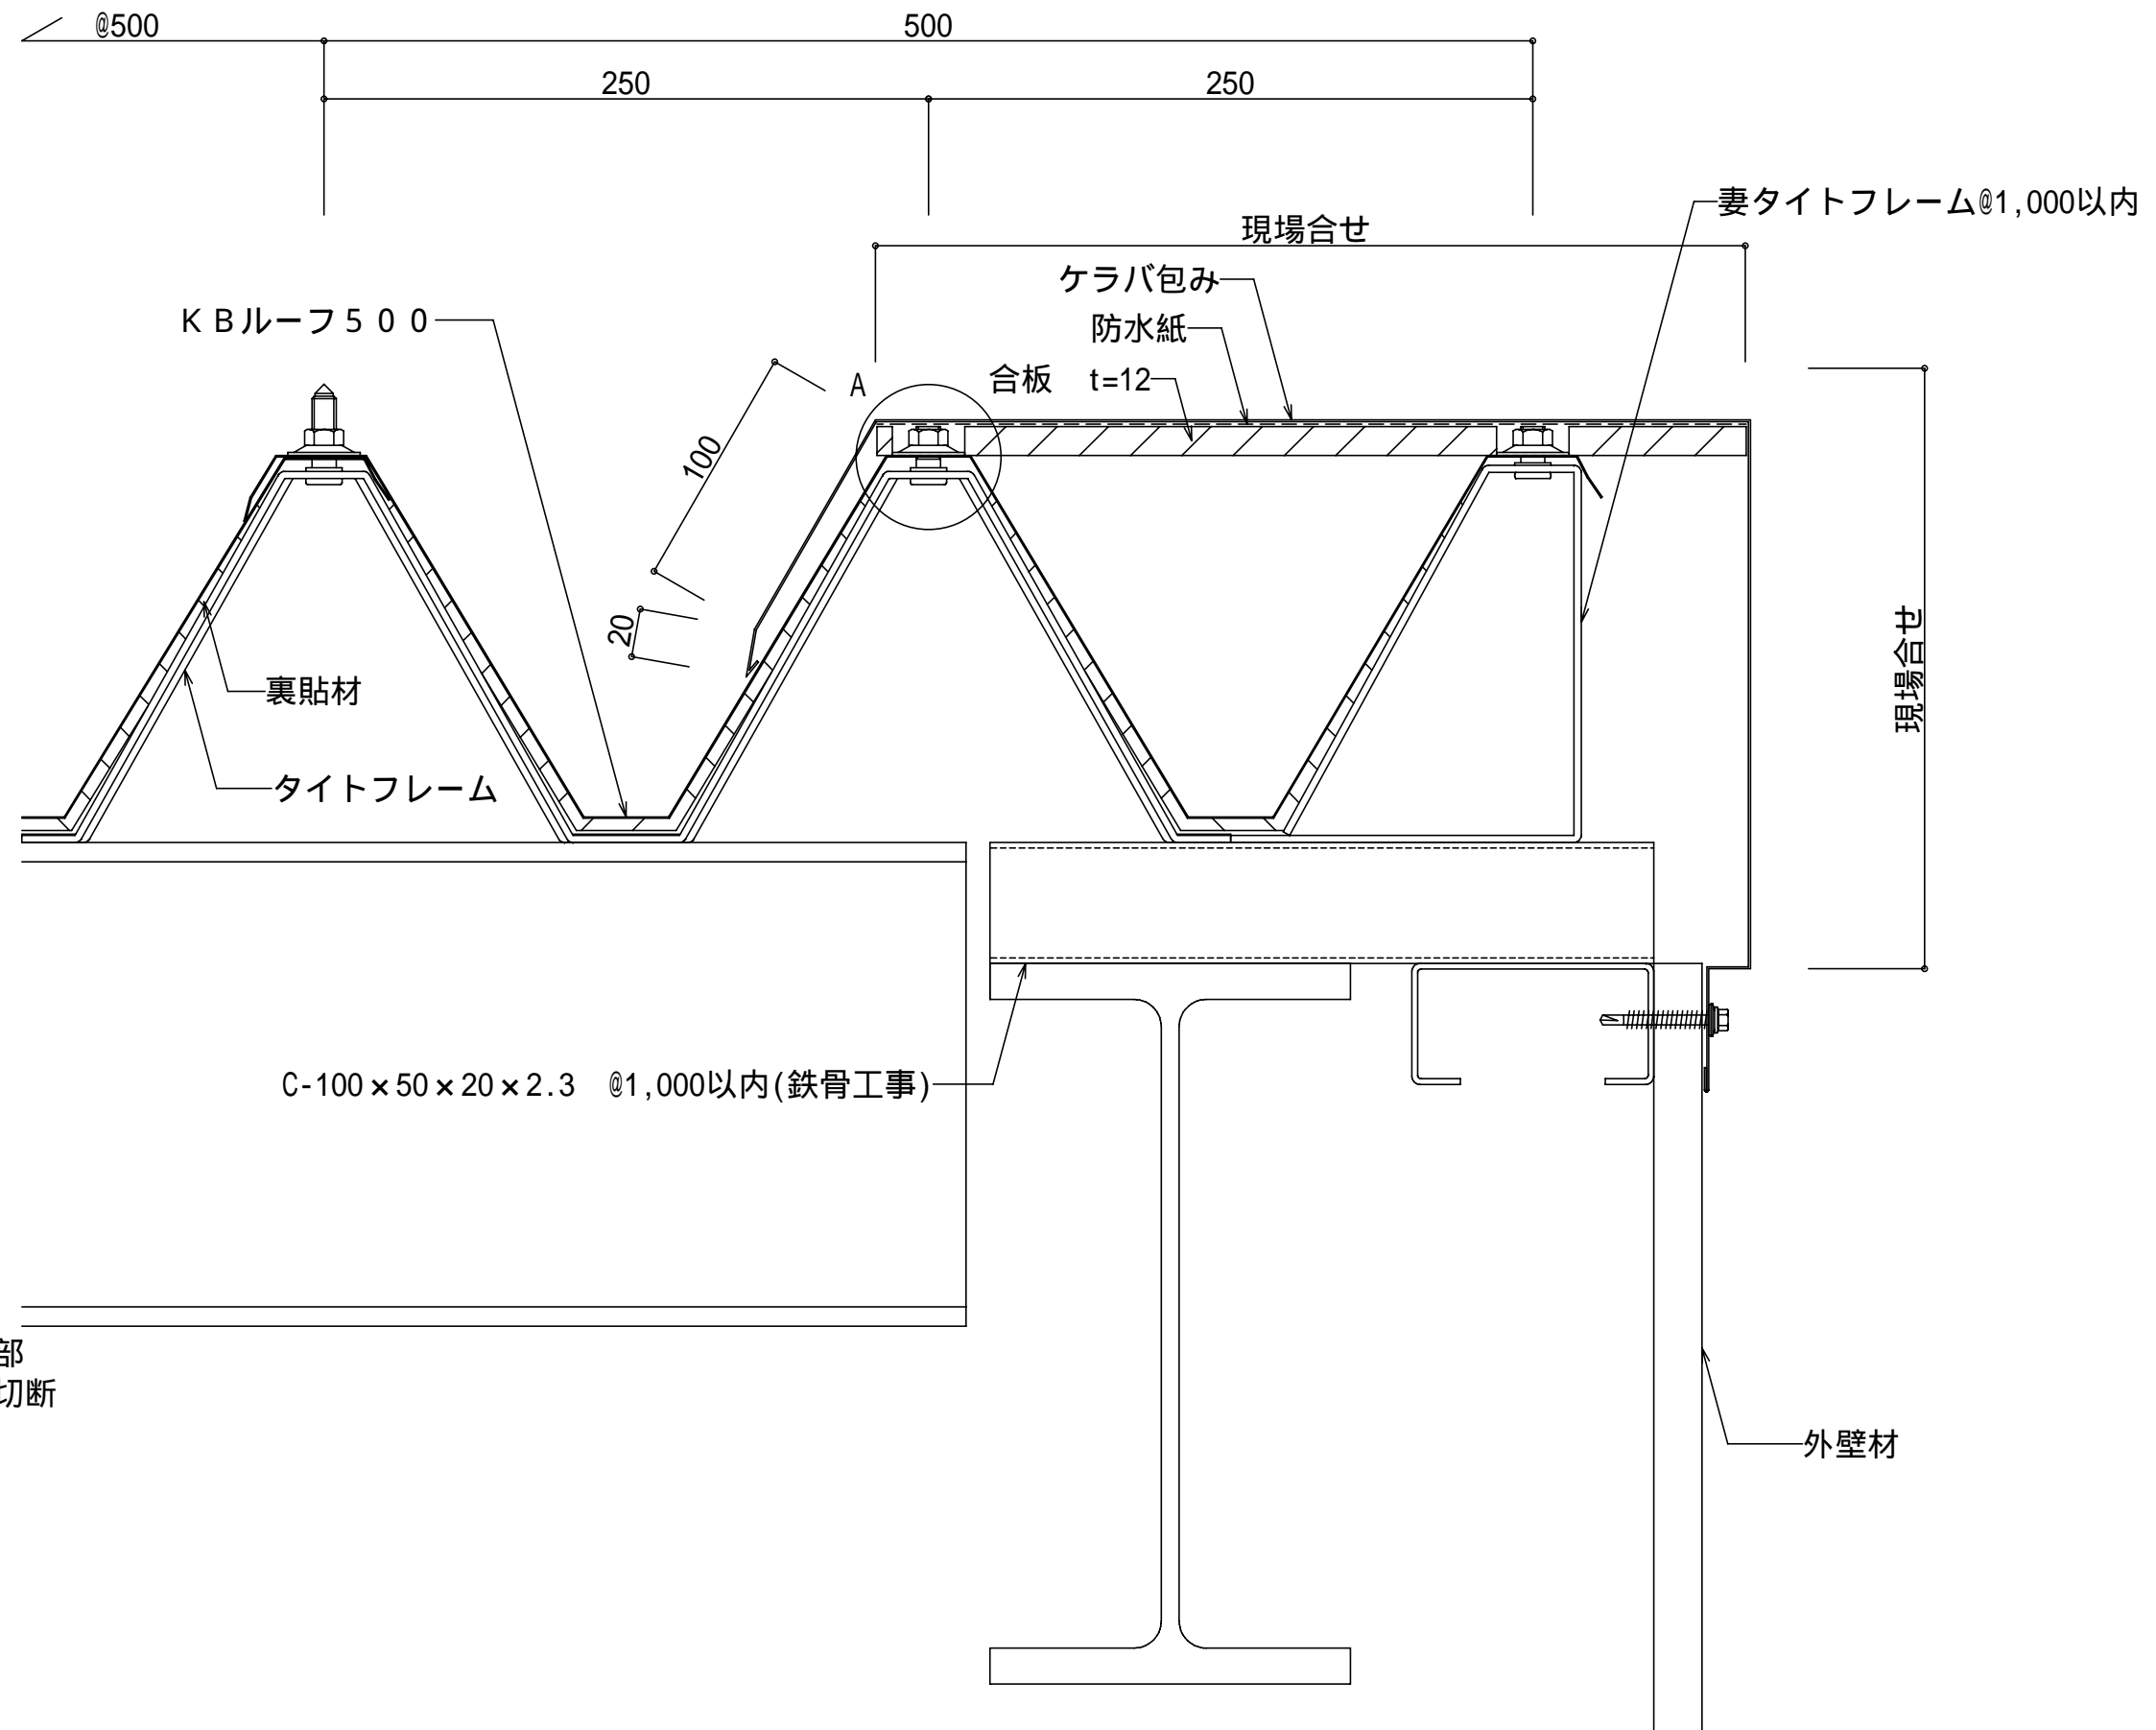 @500
500
250
250
妻タイトフレーム@1,000以内
現場合せ
ケラバ包み
ＫＢルーフ５００
防水紙
合板 t=12
A
100
20
現場合せ
裏貼材
タイトフレーム
C-100×50×20×2.3 @1,000以内(鉄骨工事)
部
切断
外壁材